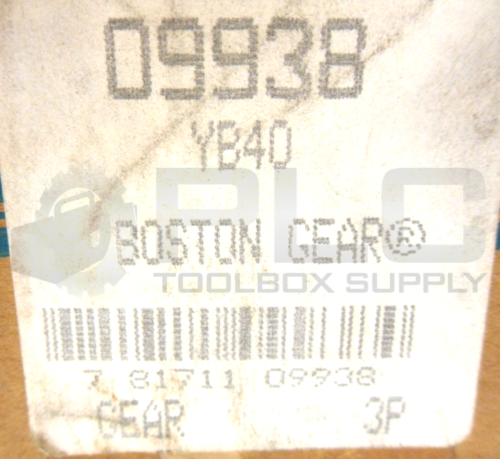 09938
YB40
PLC
BOSTON GEAR®
TOOLBOX SUPPLY
7 81711 09938
GEAR 3P